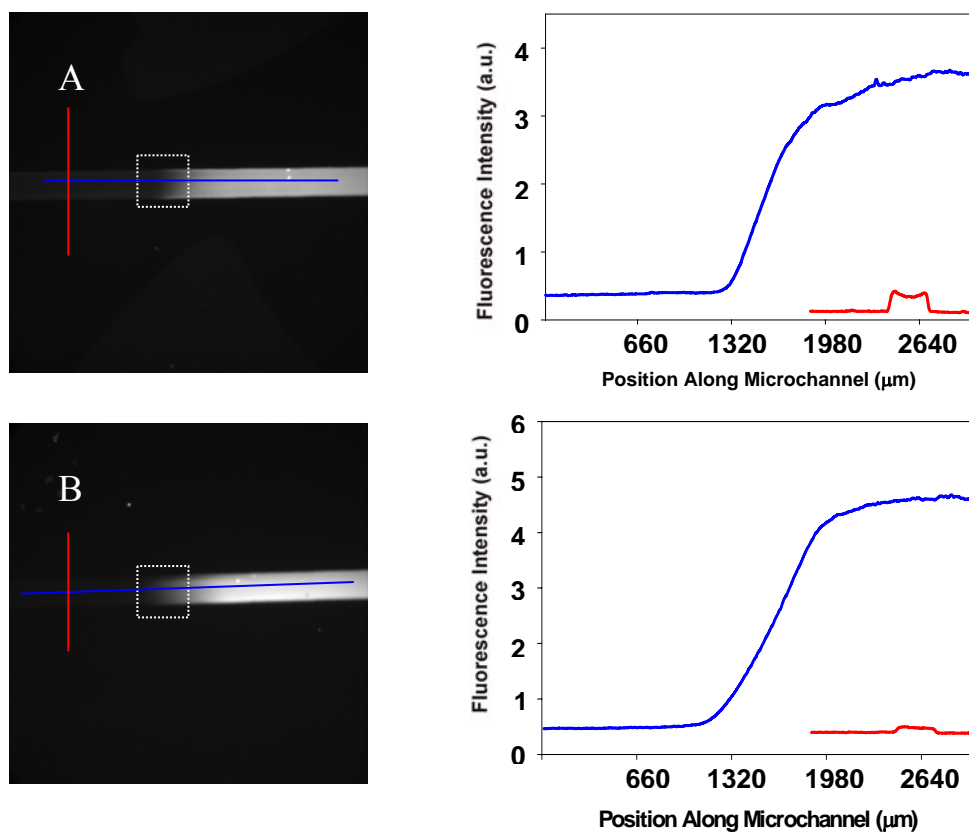 A
Fluorescence Intensity (a.u.)
4
3
2
1
0
660 1320 1980 2640
Position Along Microchannel (μm)
B
Fluorescence Intensity (a.u.)
6
5
4
3
2
1
0
660 1320 1980 2640
Position Along Microchannel (μm)